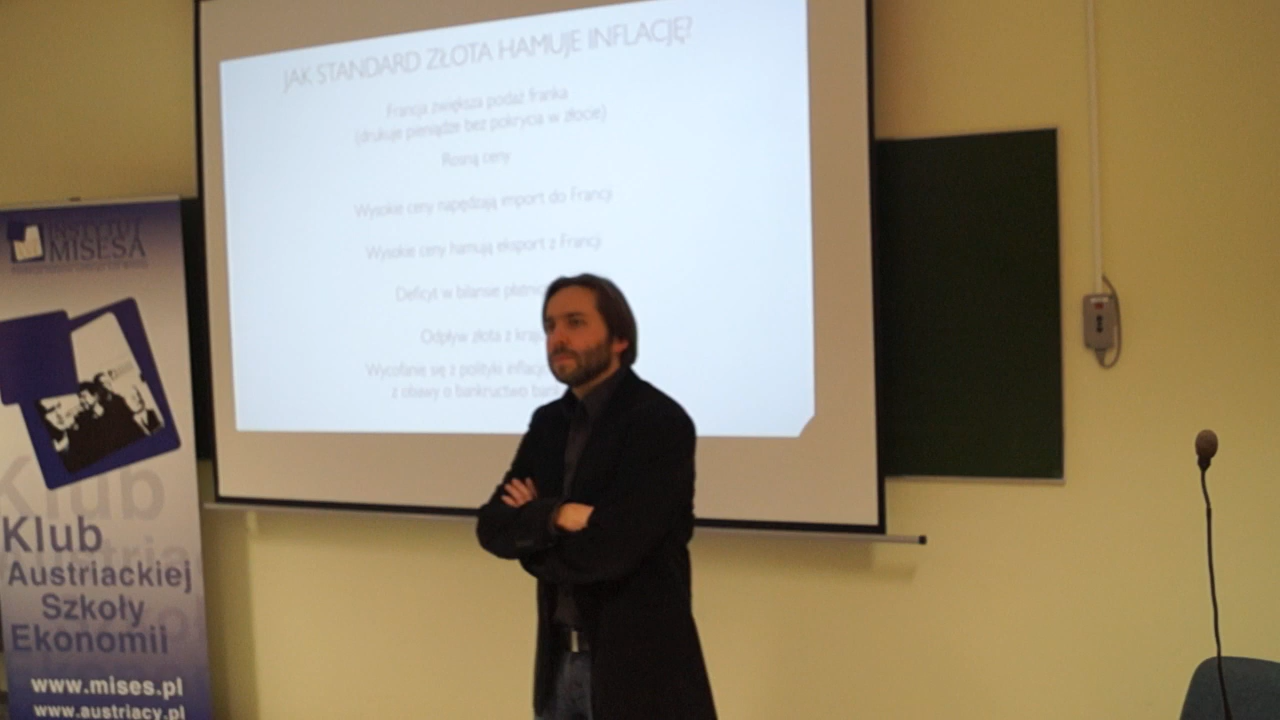 JAK STANDARD ZŁOTA HAMUJE INFLACJĘ?
Francja zwiększa podaż franka
(drukuje pieniądze bez pokrycia w złocie)
Rosną ceny
Wysokie ceny napędzają import do Francji
Wysokie ceny hamują eksport z Francji
Deficyt w bilansie
Odpływ złota z kraju
Wycofanie się z polityki
z obawy o bankructwo
INSTYTUT
MISESA
Klub
Klub
Austriackiej
Szkoły
Ekonomii
www.mises.pl
www.austriacy.pl